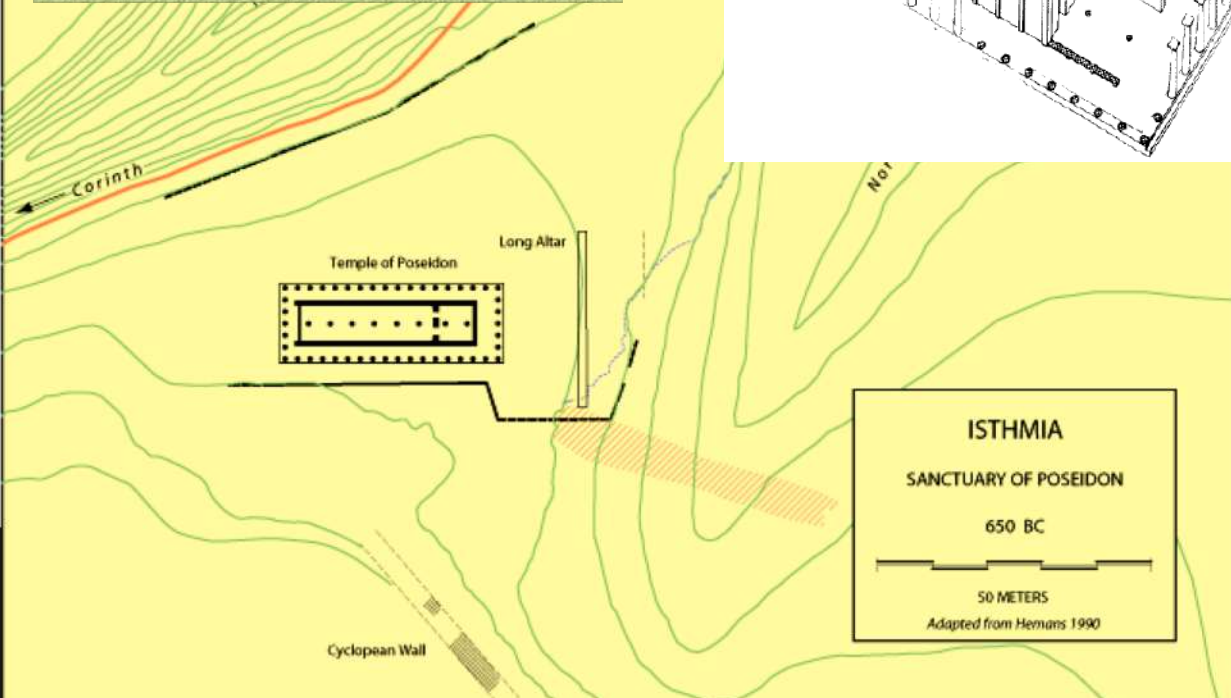 Corinth
Long Altar
Temple of Poseidon
Cyclopean Wall
ISTHMIA
SANCTUARY OF POSEIDON
650 BC
50 METERS
Adapted from Hemans 1990